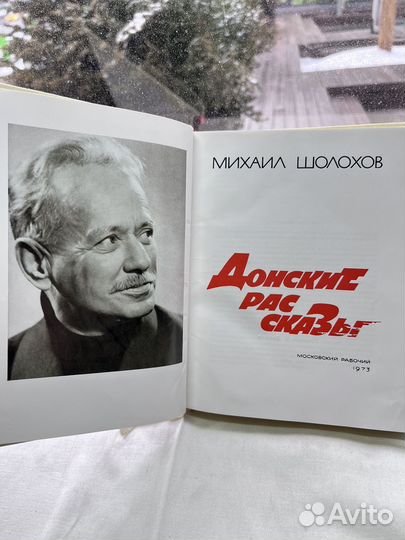 МИХАИЛ ШОЛОХОВ
ДОНСКИЕ
РАС
СКАЗЫ
МОСКОВСКИЙ РАБОЧИЙ
1973
Avito